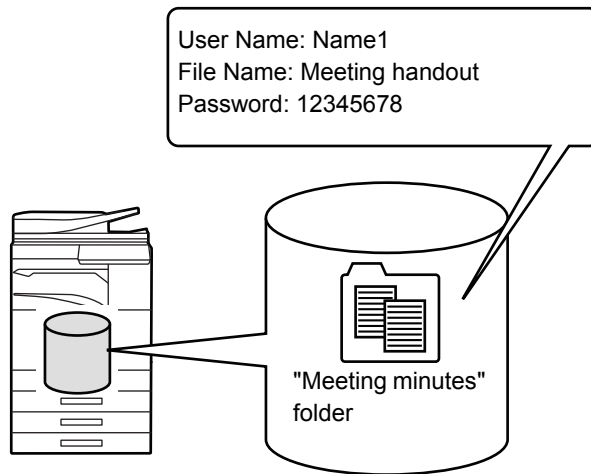 User Name: Name1
File Name: Meeting handout
Password: 12345678
"Meeting minutes"
folder